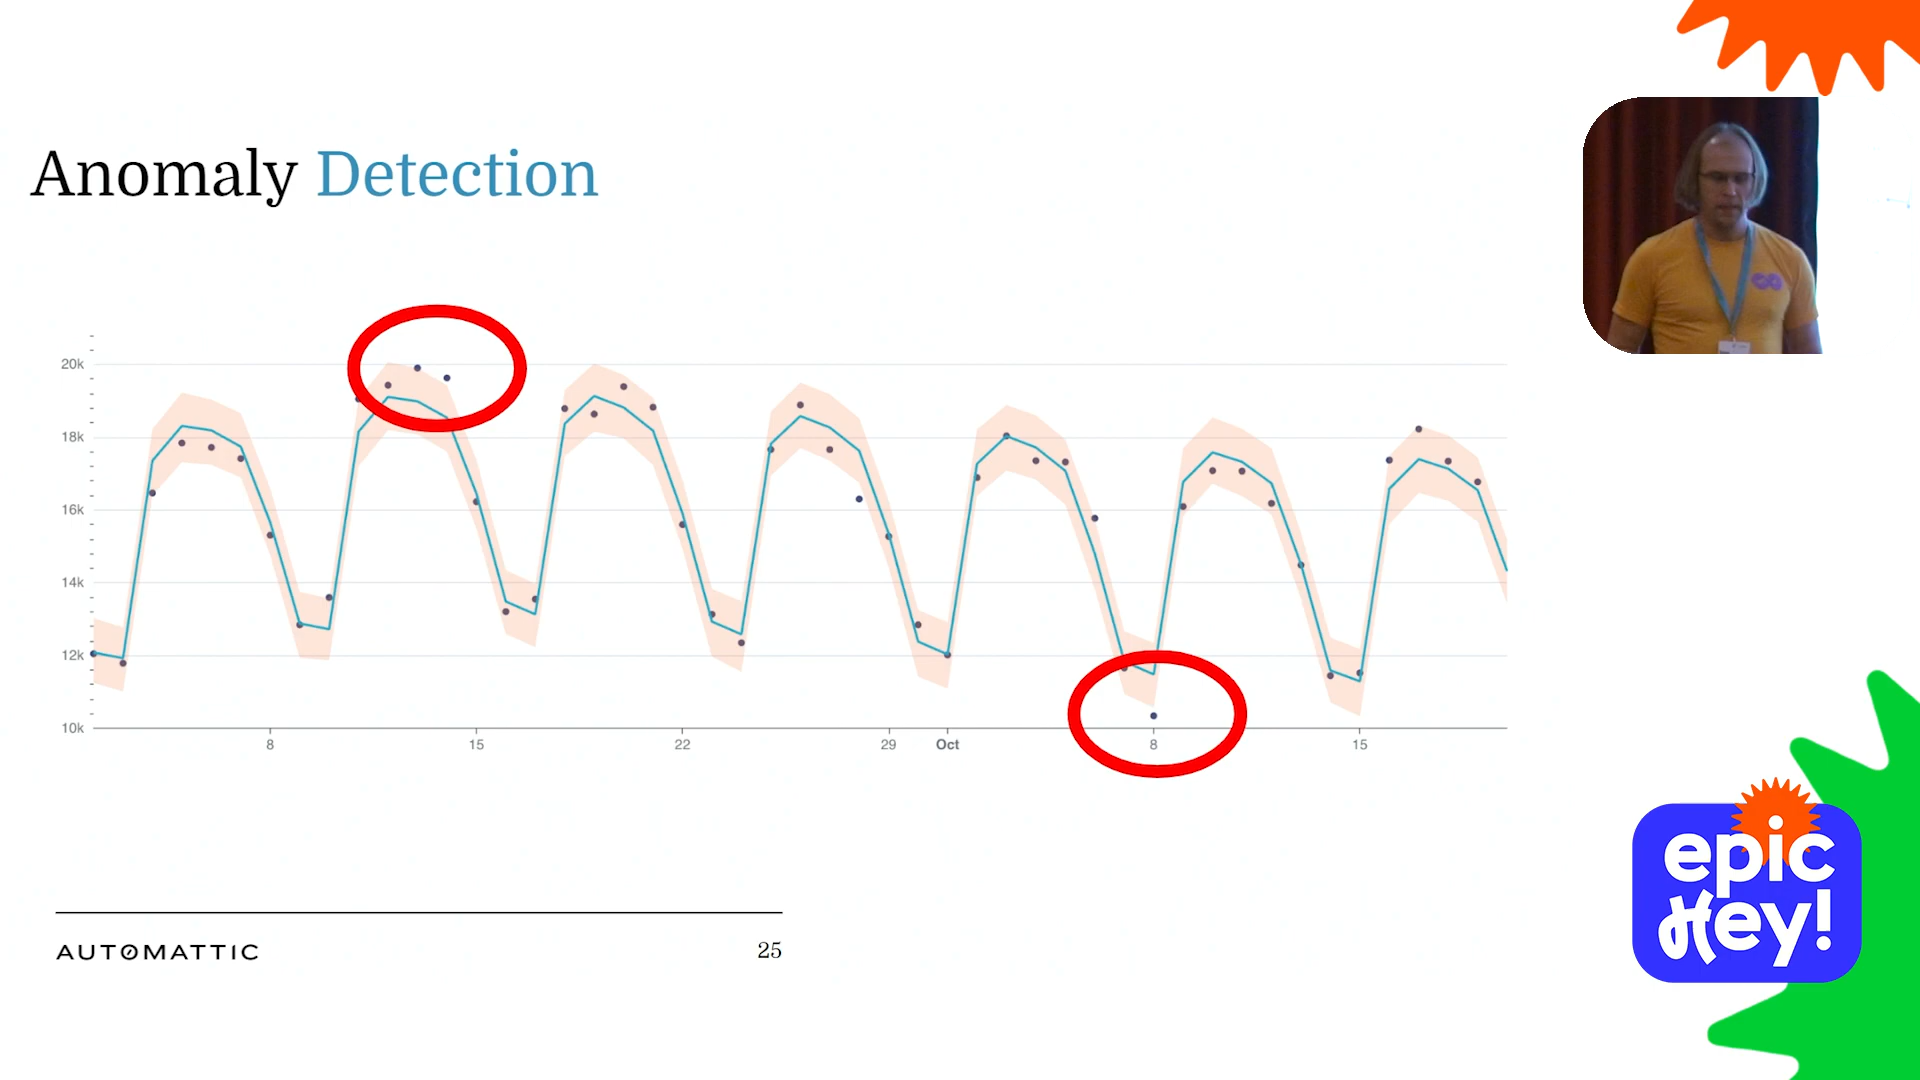 Anomaly Detection
20k
18k
16k
14k
12k
10k
8 15 22 29 Oct 8 15
AUTOMATTIC
25
epic
Hey!